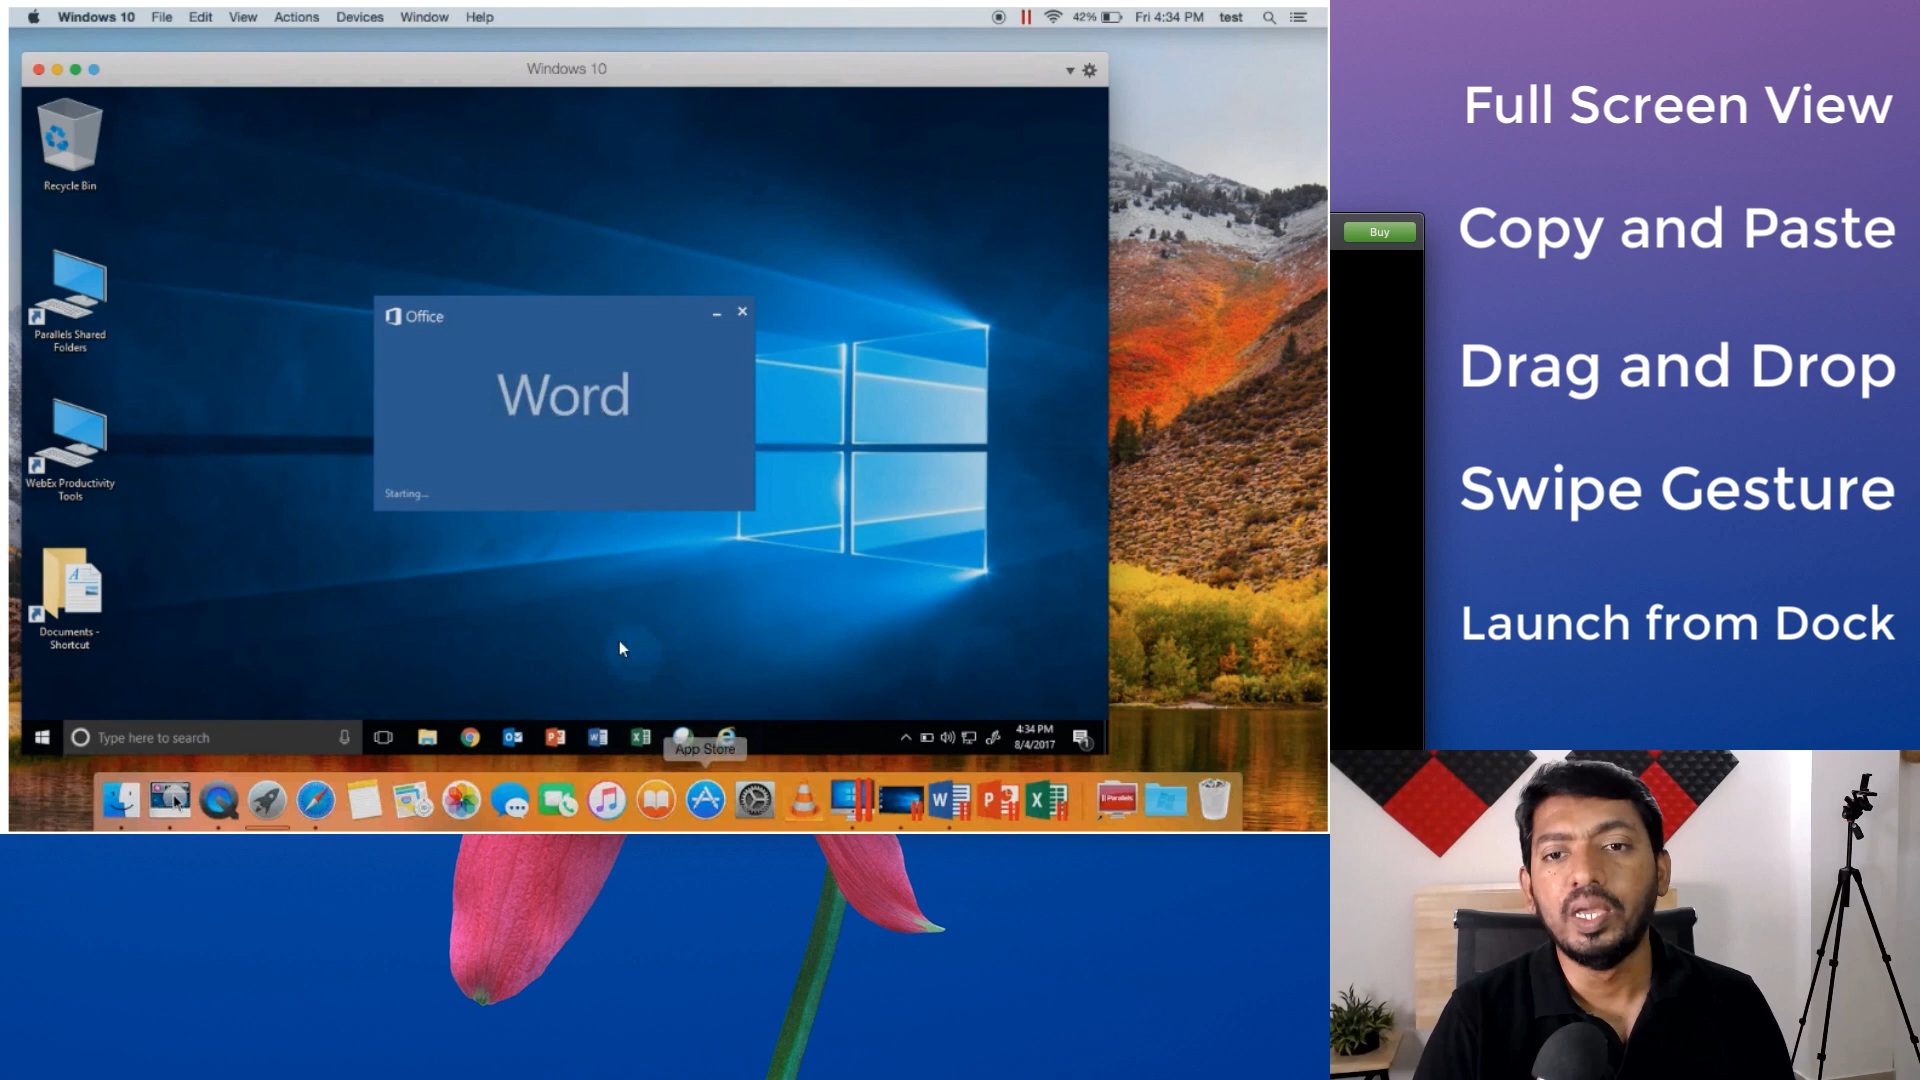 Windows 10 File Edit View Actions Devices Window Help
42% Fri 4:34 PM test
Windows 10
Recycle Bin
Parallels Shared
Folders
WebEx Productivity
Tools
Documents -
Shortcut
Office
Word
Starting...
Type here to search
4:34 PM
8/4/2017
1
App Store
Parallels
Buy
Full Screen View
Copy and Paste
Drag and Drop
Swipe Gesture
Launch from Dock